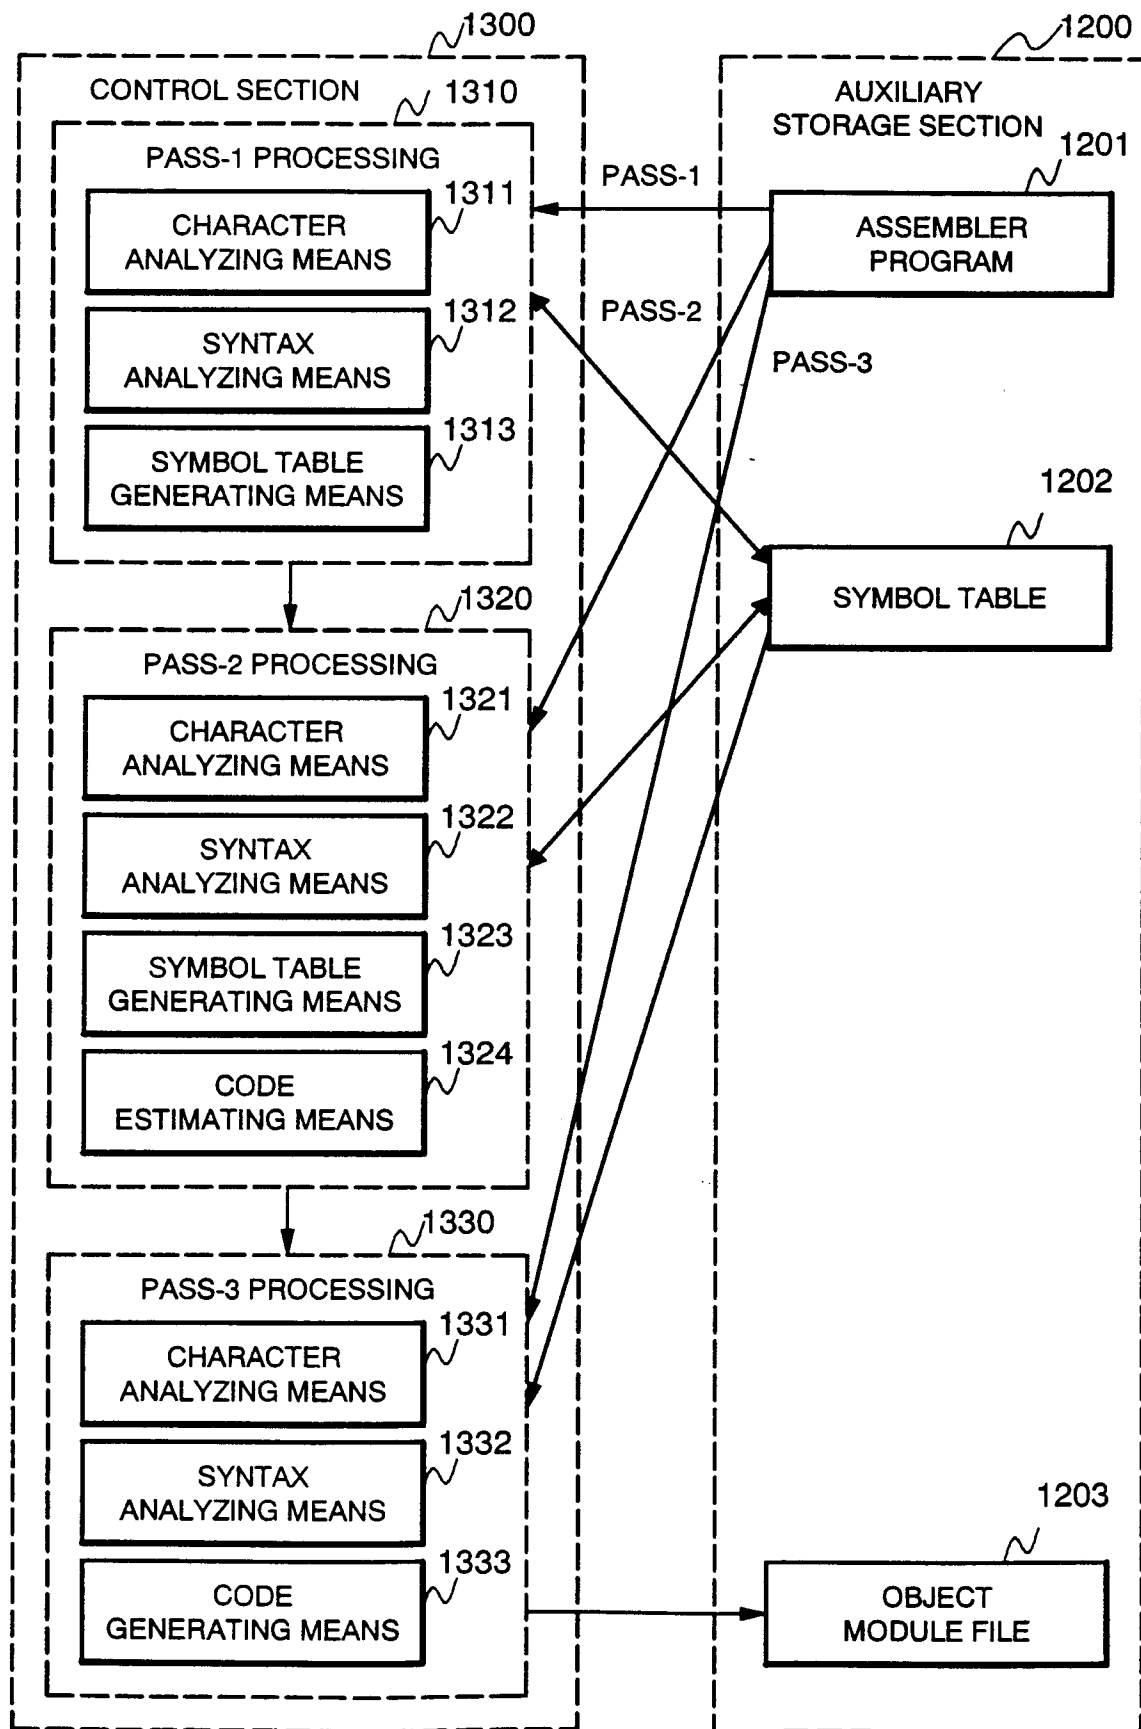 1300
CONTROL SECTION
1310
PASS-1 PROCESSING
1311
CHARACTER
ANALYZING MEANS
1312
SYNTAX
ANALYZING MEANS
1313
SYMBOL TABLE
GENERATING MEANS
1320
PASS-2 PROCESSING
1321
CHARACTER
ANALYZING MEANS
1322
SYNTAX
ANALYZING MEANS
1323
SYMBOL TABLE
GENERATING MEANS
1324
CODE
ESTIMATING MEANS
1330
PASS-3 PROCESSING
1331
CHARACTER
ANALYZING MEANS
1332
SYNTAX
ANALYZING MEANS
1333
CODE
GENERATING MEANS
PASS-1
PASS-2
PASS-3
1200
AUXILIARY
STORAGE SECTION
1201
ASSEMBLER
PROGRAM
1202
SYMBOL TABLE
1203
OBJECT
MODULE FILE